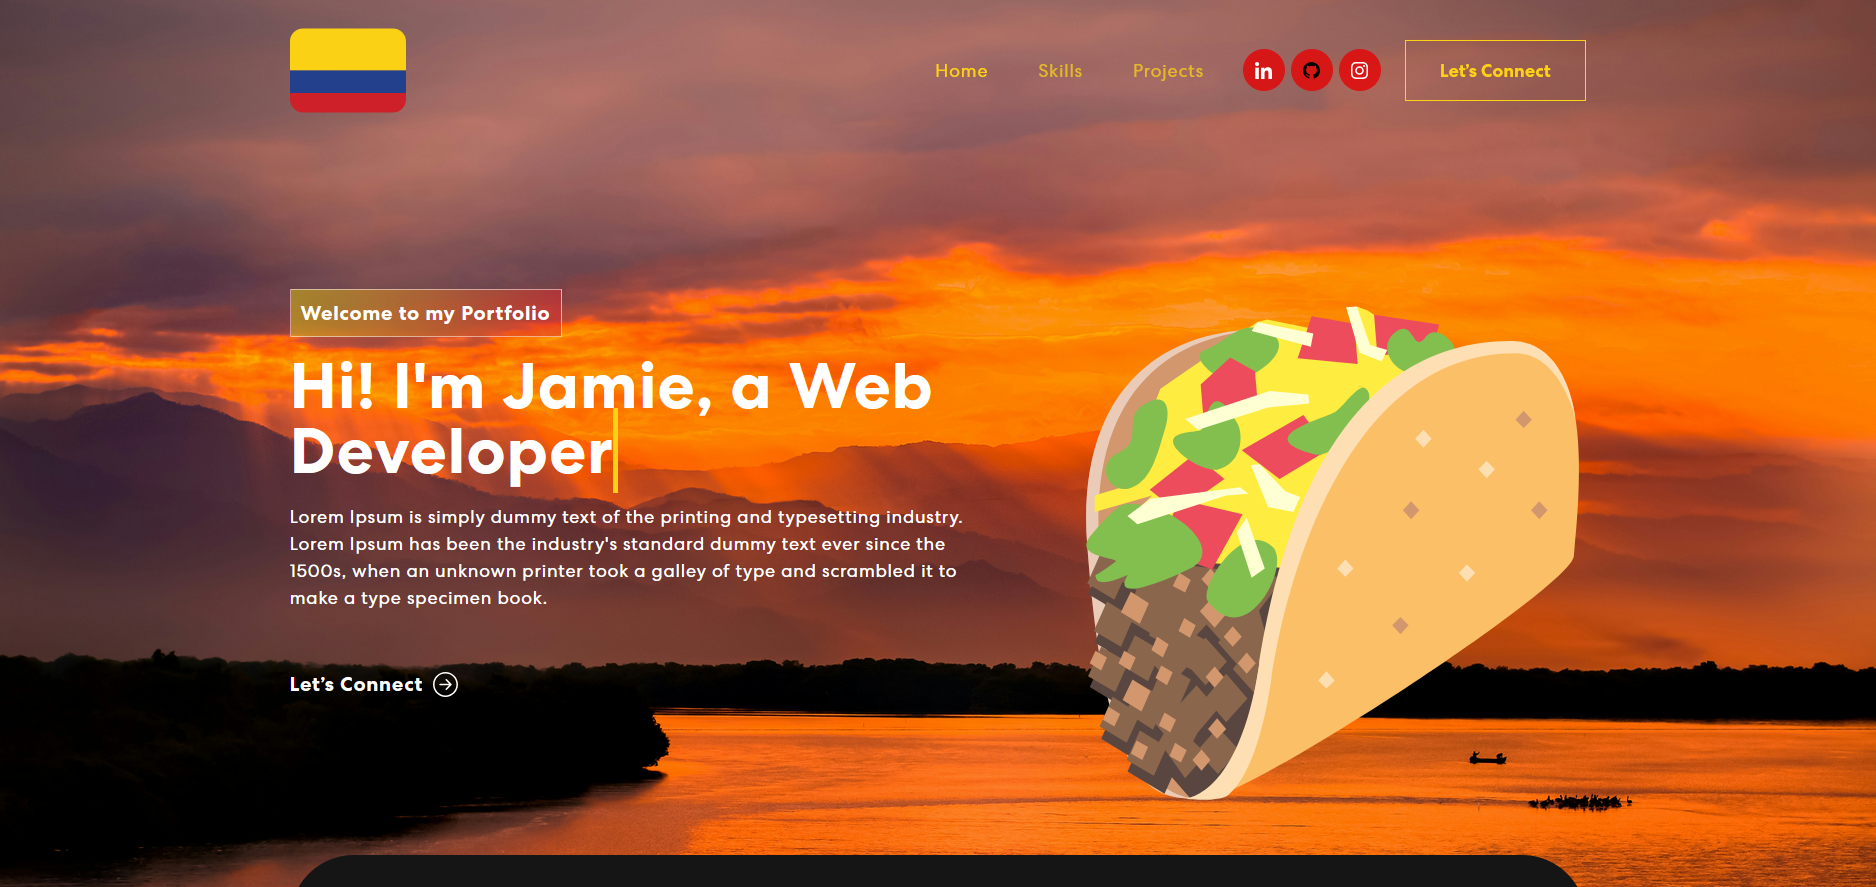 Home Skills Projects in Let's Connect
Welcome to my Portfolio
Hi! I'm Jamie, a Web
Developer
Lorem Ipsum is simply dummy text of the printing and typesetting industry.
Lorem Ipsum has been the industry's standard dummy text ever since the
1500s, when an unknown printer took a galley of type and scrambled it to
make a type specimen book.
Let’s Connect